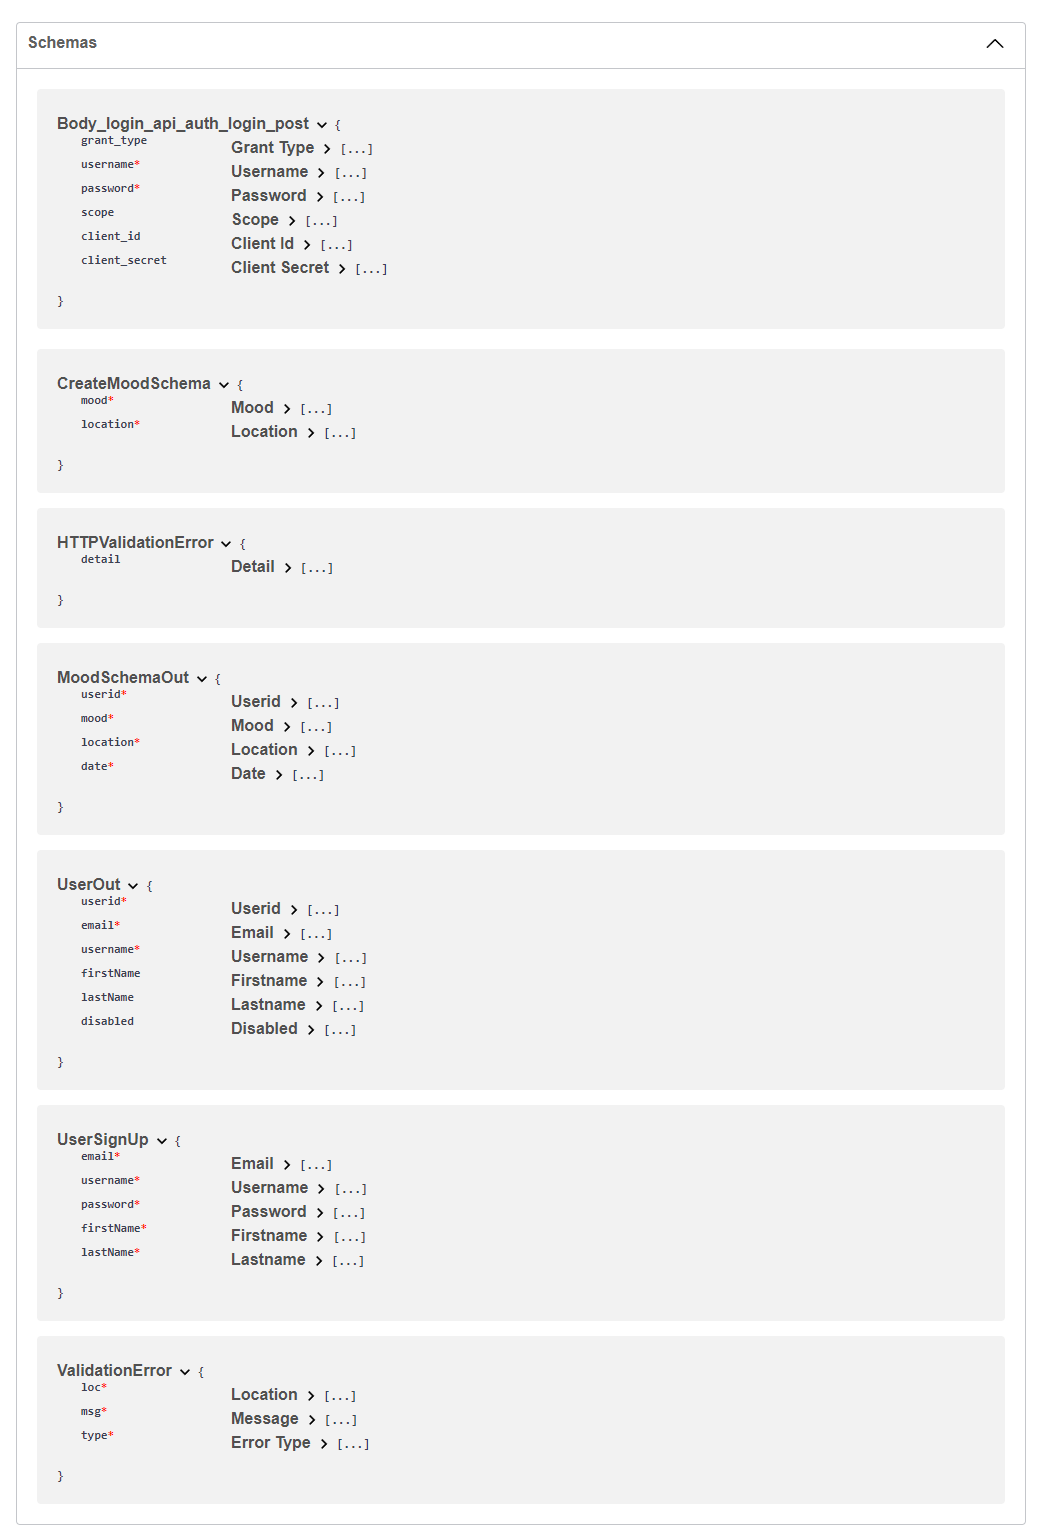 Schemas
Body_login_api_auth_login_post {
grant_type Grant Type > [...]
username* Username > [...]
password* Password > [...]
scope Scope > [...]
client_id Client Id > [...]
client_secret Client Secret > [...]
}
CreateMoodSchema {
mood* Mood > [...]
location* Location > [...]
}
HTTPValidationError {
detail Detail > [...]
}
MoodSchemaOut {
userid* Userid > [...]
mood* Mood > [...]
location* Location > [...]
date* Date > [...]
}
UserOut {
userid* Userid > [...]
email* Email > [...]
username* Username > [...]
firstName Firstname > [...]
lastName Lastname > [...]
disabled Disabled > [...]
}
UserSignUp {
email* Email > [...]
username* Username > [...]
password* Password > [...]
firstName* Firstname > [...]
lastName* Lastname > [...]
}
ValidationError {
loc* Location > [...]
msg* Message > [...]
type* Error Type > [...]
}